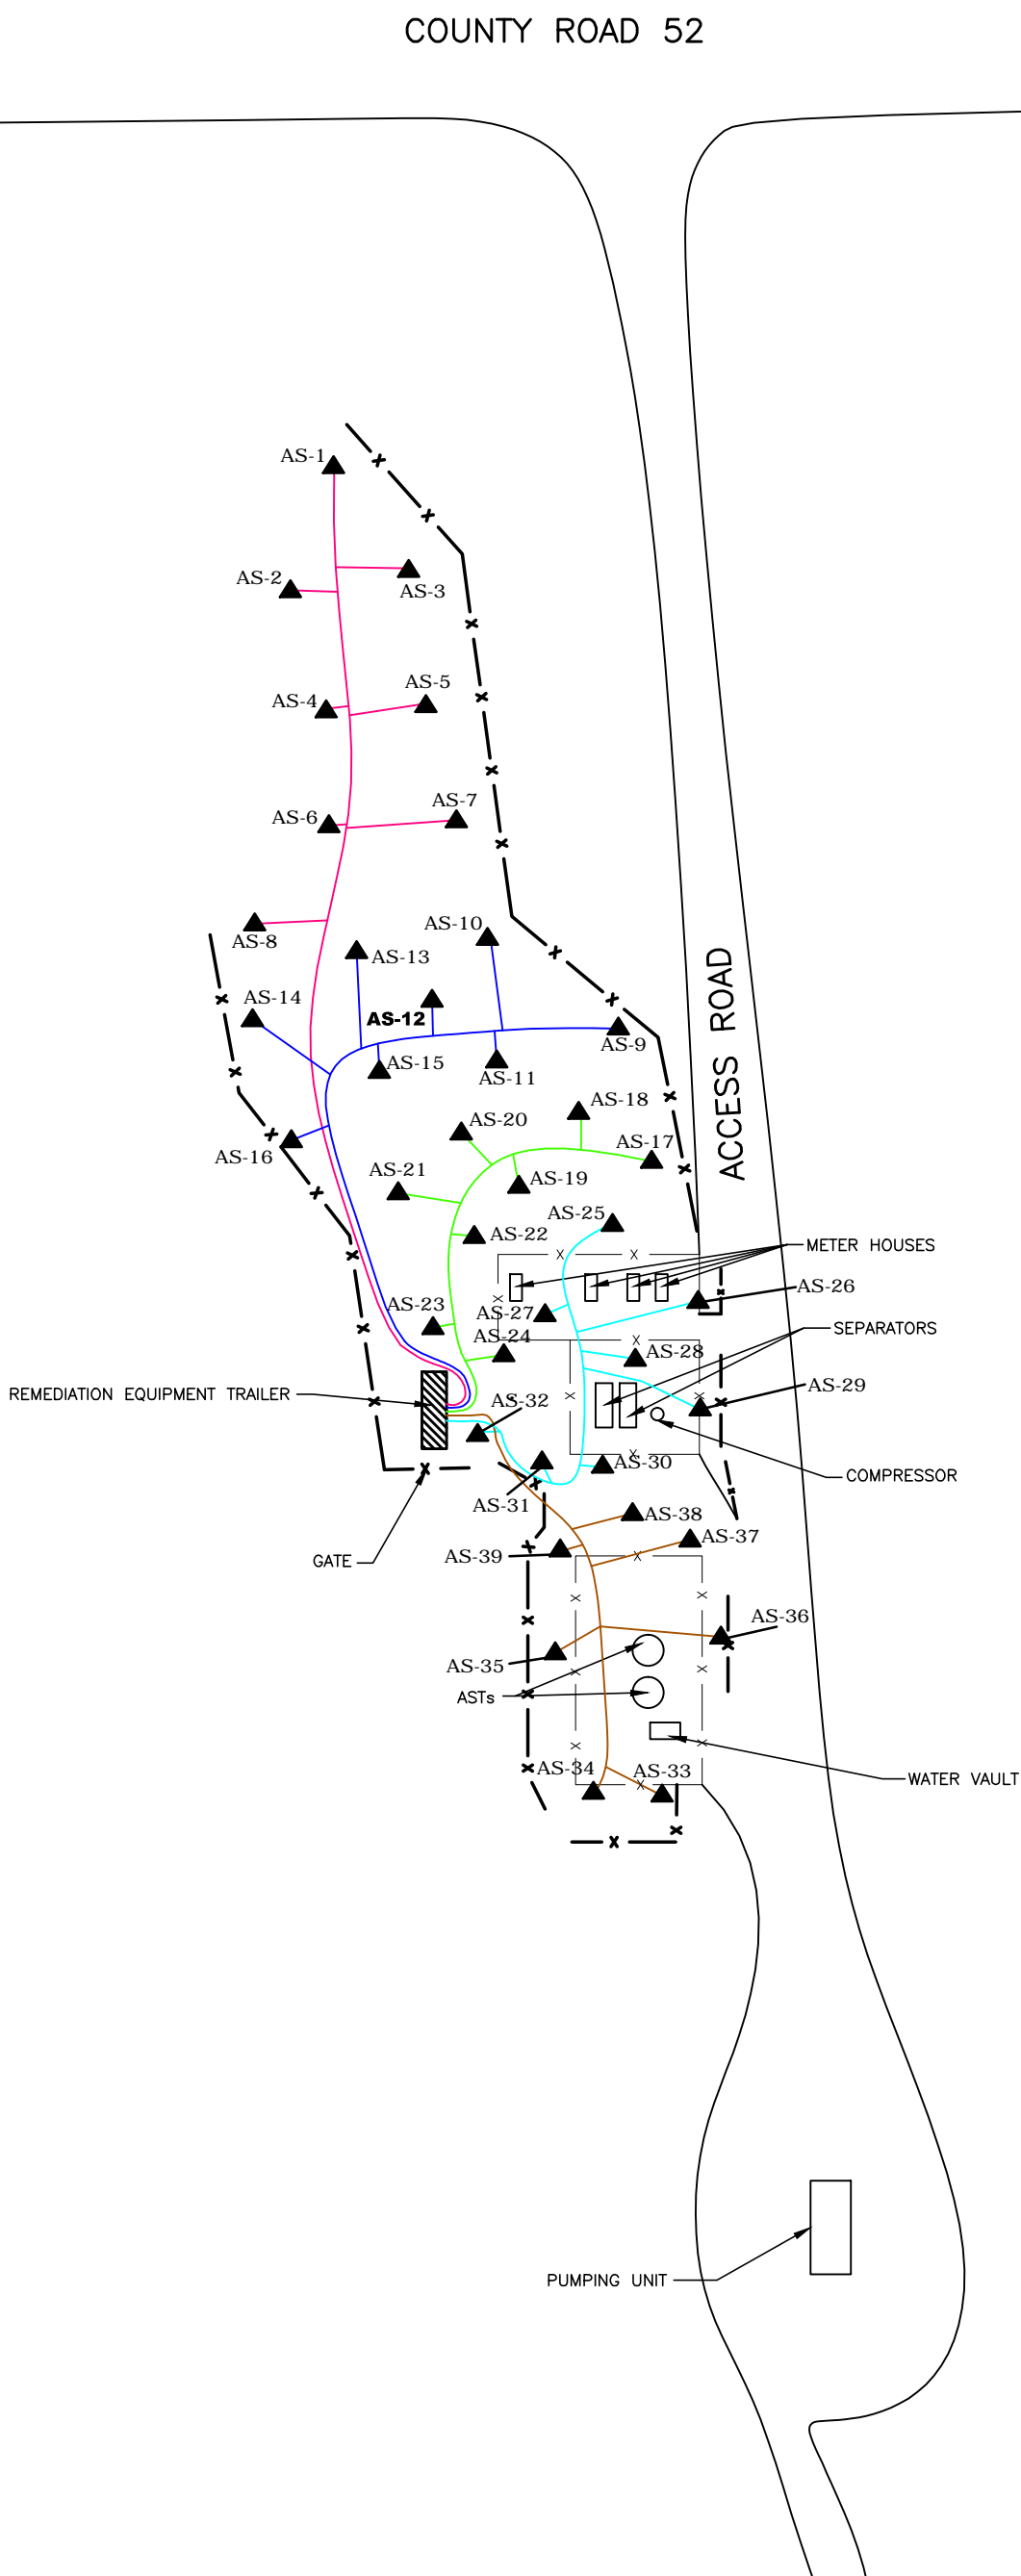 COUNTY ROAD 52
AS-1
AS-2
AS-3
AS-5
AS-4
AS-7
AS-6
AS-10
AS-8
AS-13
AS-14
AS-12
AS-9
AS-15
AS-11
ACCESS ROAD
AS-18
AS-20
AS-17
AS-16
AS-21
AS-19
AS-25
AS-22
METER HOUSES
AS-26
AS-23
AS-27
SEPARATORS
AS-24
AS-28
AS-29
REMEDIATION EQUIPMENT TRAILER
AS-32
AS-30
COMPRESSOR
AS-31
AS-38
AS-37
AS-39
GATE
AS-36
AS-35
ASTs
AS-34
AS-33
WATER VAULT
PUMPING UNIT